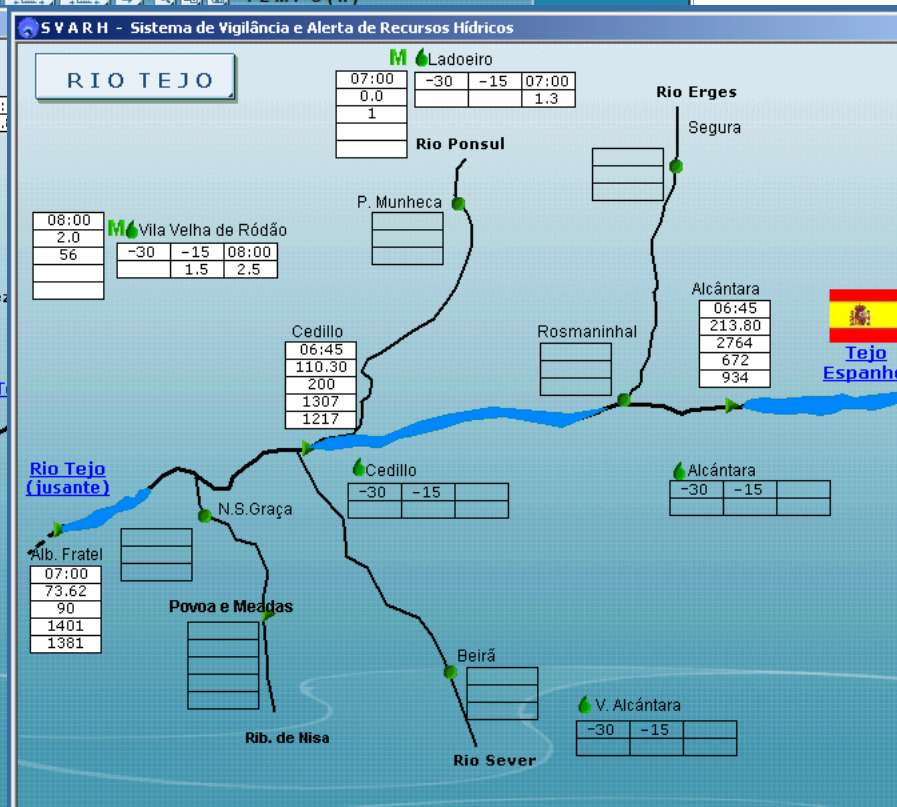 S V A R H - Sistema de Vigilância e Alerta de Recursos Hídricos
RIO TEJO
M Ladoeiro
07:00
0.0
1
-30 -15 07:00
1.3
Rio Erges
Segura
Rio Ponsul
P. Munheca
08:00
2.0
56
M Vila Velha de Ródão
-30 -15 08:00
1.5 2.5
Alcântara
06:45
213.80
2764
672
934
Tejo
Espanh
Rosmaninhal
Cedillo
06:45
110.30
200
1307
1217
Rio Tejo
(jusante)
Cedillo
-30 -15
Alcántara
-30 -15
N.S.Graça
Alb. Fratel
07:00
73.62
90
1401
1381
Povoa e Meadas
Beirã
V. Alcántara
-30 -15
Rib. de Nisa
Rio Sever